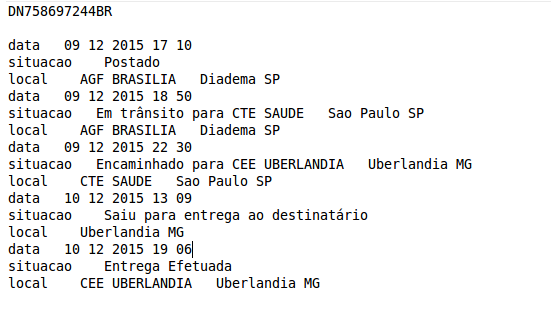 DN758697244BR
data 09 12 2015 17 10
situacao Postado
local AGF BRASILIA Diadema SP
data 09 12 2015 18 50
situacao Em trânsito para CTE SAUDE Sao Paulo SP
local AGF BRASILIA Diadema SP
data 09 12 2015 22 30
situacao Encaminhado para CEE UBERLANDIA Uberlandia MG
local CTE SAUDE Sao Paulo SP
data 10 12 2015 13 09
situacao Saiu para entrega ao destinatário
local Uberlandia MG
data 10 12 2015 19 06
situacao Entrega Efetuada
local CEE UBERLANDIA Uberlandia MG